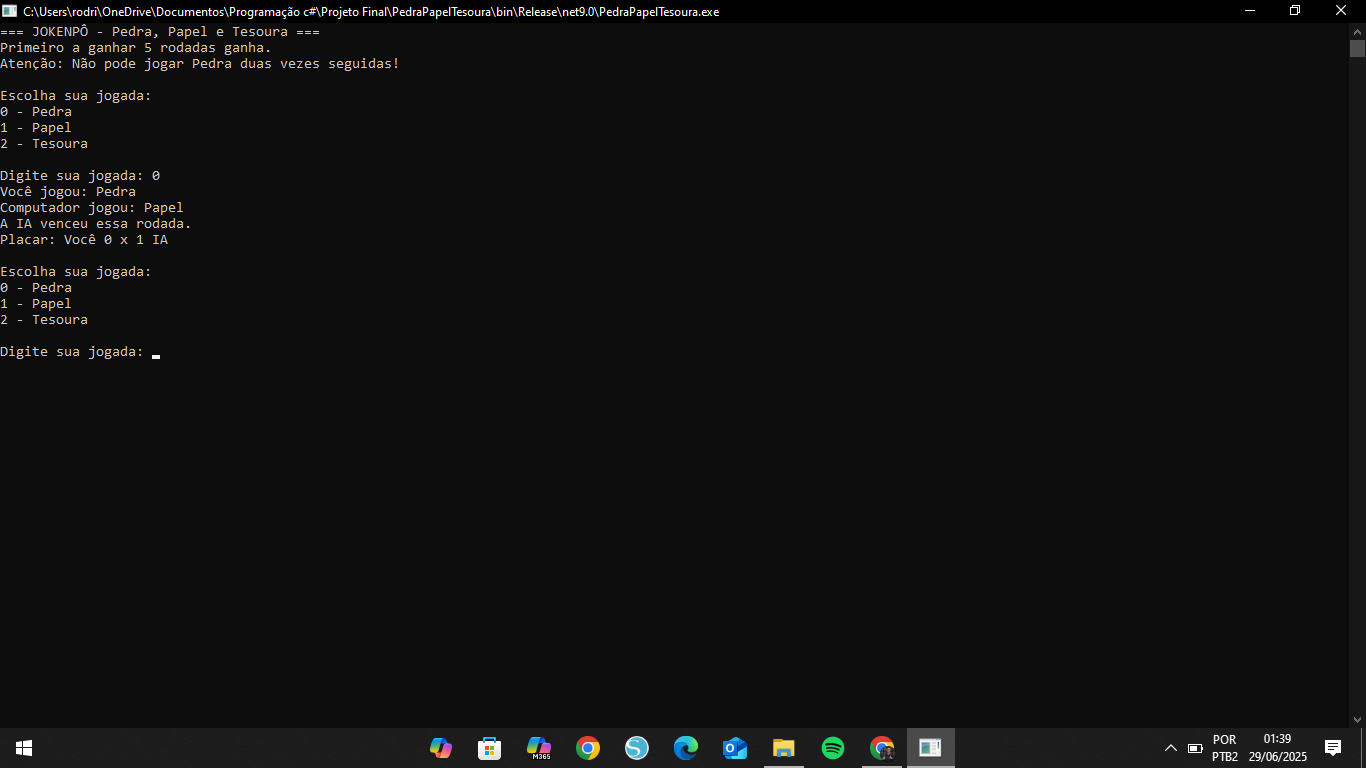 C:\Users\rodri\OneDrive\Documentos\Programação c#\Projeto Final\PedraPapelTesoura\bin\Release\net9.0\PedraPapelTesoura.exe
=== JOKENPÔ - Pedra, Papel e Tesoura ===
Primeiro a ganhar 5 rodadas ganha.
Atenção: Não pode jogar Pedra duas vezes seguidas!
Escolha sua jogada:
0 - Pedra
1 - Papel
2 - Tesoura
Digite sua jogada: 0
Você jogou: Pedra
Computador jogou: Papel
A IA venceu essa rodada.
Placar: Você 0 x 1 IA
Escolha sua jogada:
0 - Pedra
1 - Papel
2 - Tesoura
Digite sua jogada:
M365
POR
PTB2
01:39
29/06/2025